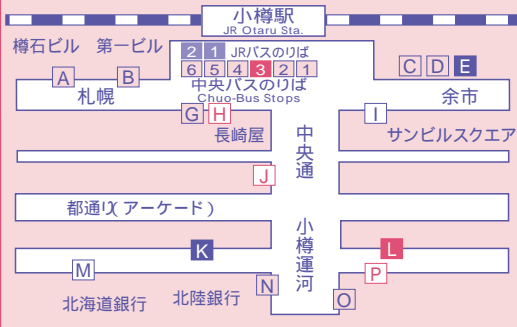 小樽駅
JR Otaru Sta.
樽石ビル 第一ビル
2 1 JRバスのりば
6 5 4 3 2 1
中央バスのりば
Chuo-Bus Stops
A B C D E
札幌 余市
G H I
長崎屋 サンビルスクエア
中央通
J
都通り(アーケード)
小樽運河
K L
M P
N O
北海道銀行 北陸銀行